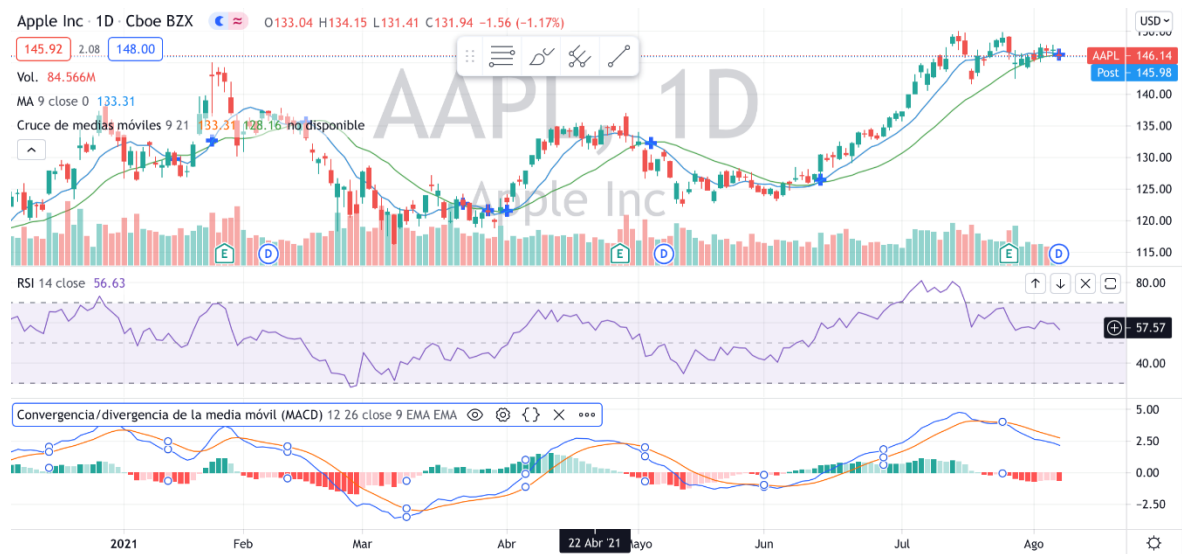 Apple Inc · 1D · Cboe BZX O133.04 H134.15 L131.41 C131.94 −1.56 (−1.17%)
USD
150.00
145.92 2.08 148.00
AAPL 146.14
Post 145.98
Vol. 84.566M
MA 9 close 0 133.31
140.00
Cruce de medias móviles 9 21 133.31 128.16 no disponible
135.00
AAPL, 1D
130.00
125.00
Apple Inc
120.00
115.00
E D E D E D
RSI 14 close 56.63
80.00
57.57
40.00
Convergencia/divergencia de la media móvil (MACD) 12 26 close 9 EMA EMA
5.00
2.50
0.00
−2.50
2021 Feb Mar Abr 22 Abr '21 Mayo Jun Jul Ago